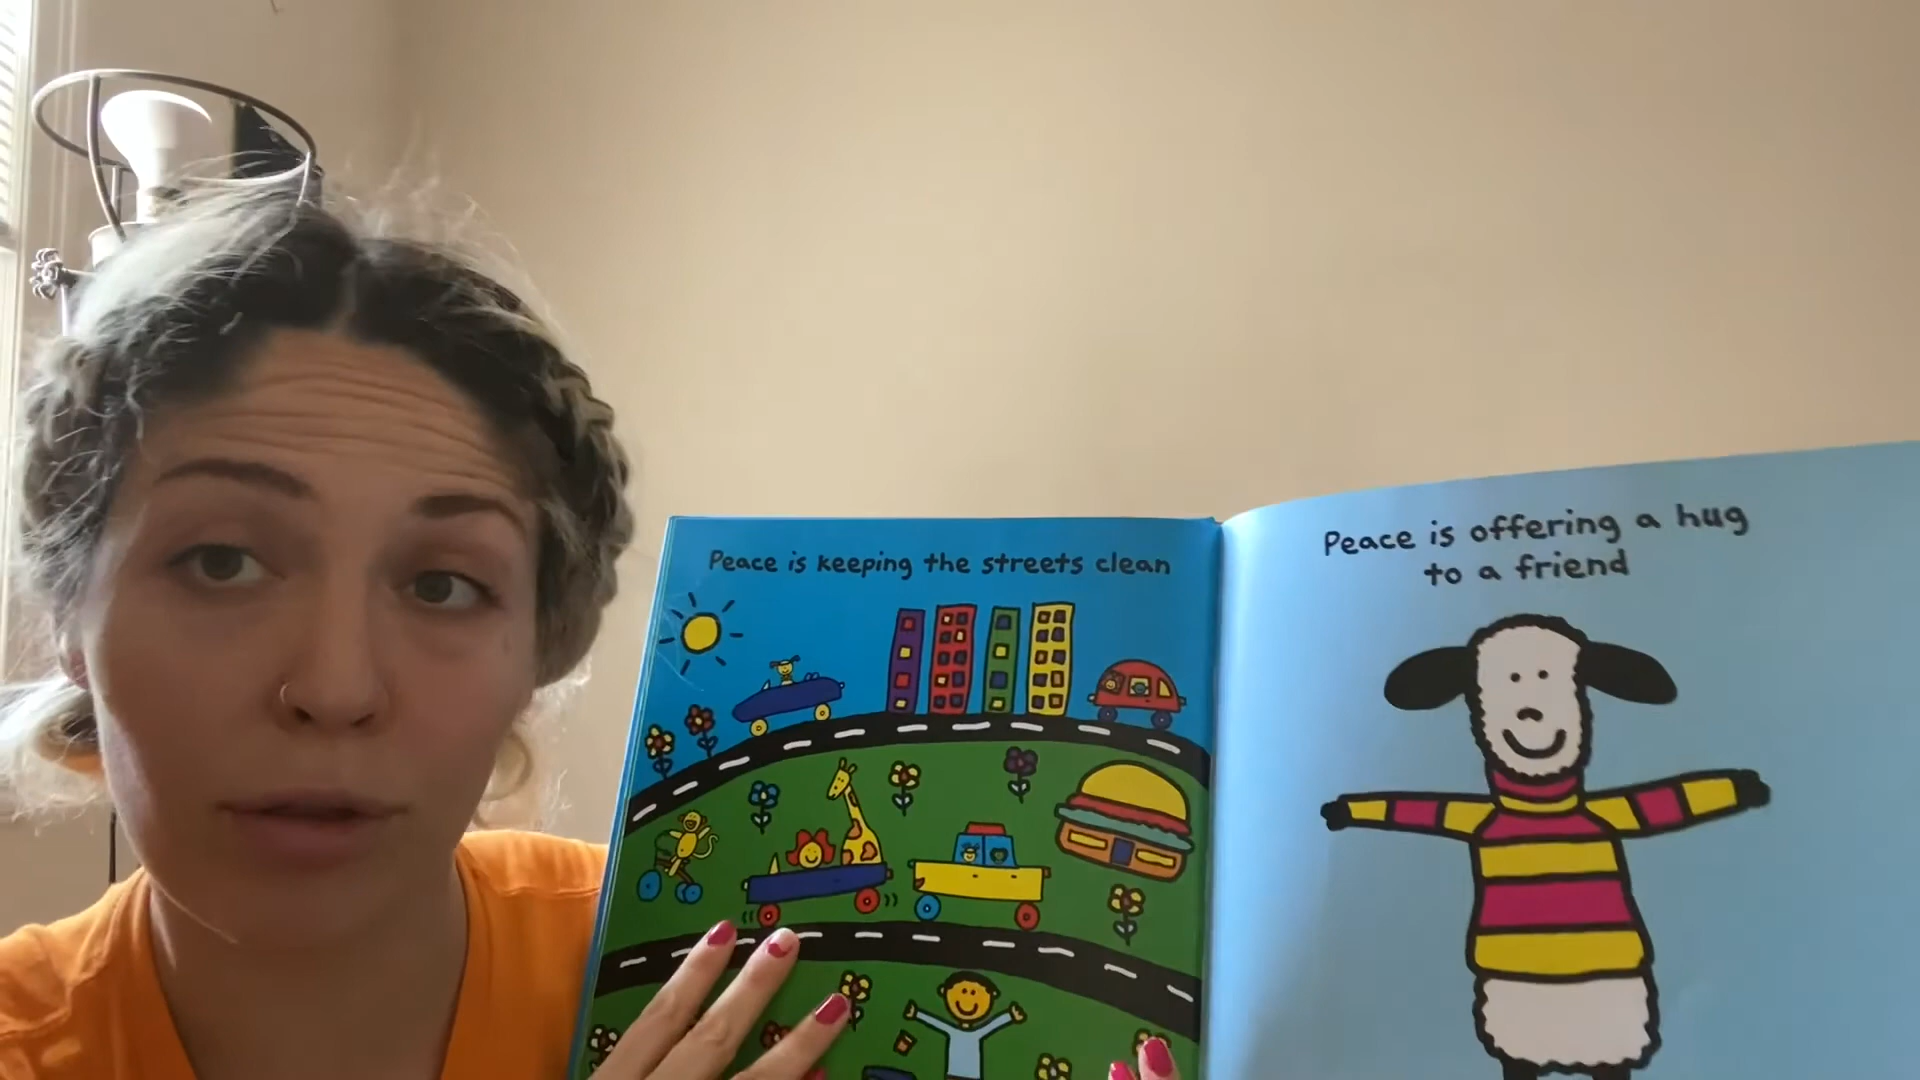 Peace is keeping the streets clean
Peace is offering a hug
to a friend